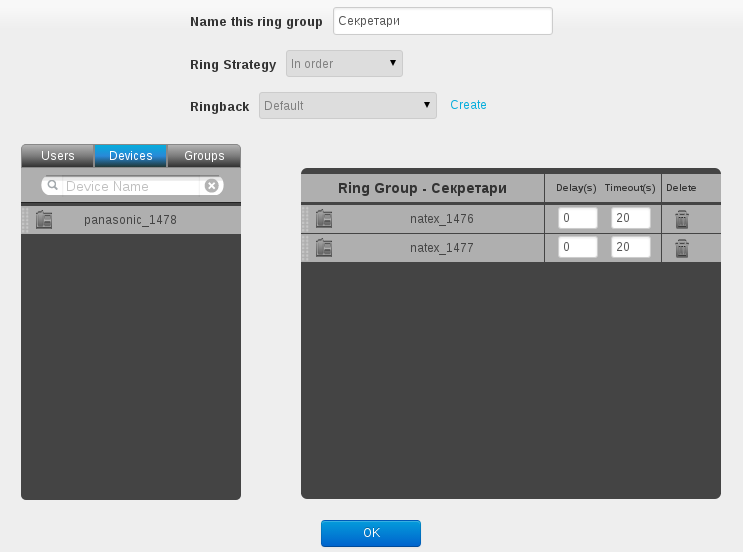 Name this ring group Секретари
Ring Strategy In order
Ringback Default Create
Users Devices Groups
Device Name
panasonic_1478
Ring Group - Секретари Delay(s) Timeout(s) Delete
natex_1476 0 20
natex_1477 0 20
OK